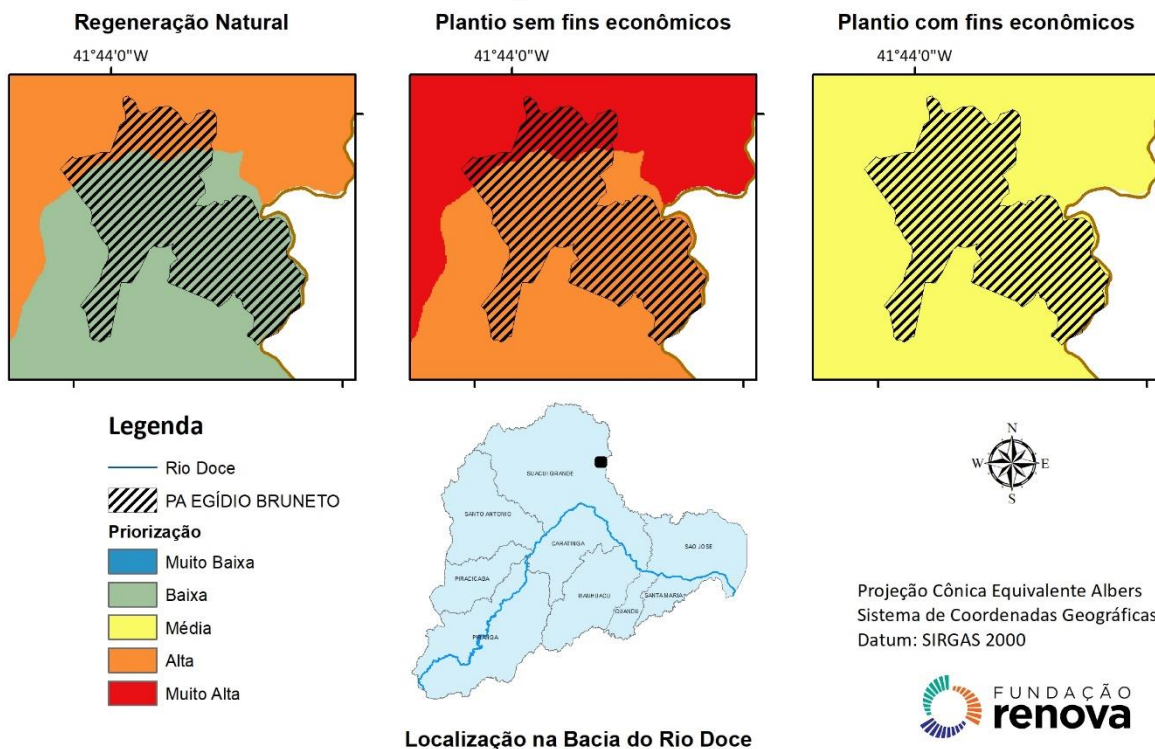 Regeneração Natural
Plantio sem fins econômicos
Plantio com fins econômicos
41°44'0"W
41°44'0"W
41°44'0"W
Legenda
Rio Doce
PA EGÍDIO BRUNETO
Priorização
Muito Baixa
Baixa
Média
Alta
Muito Alta
SUACUI GRANDE
SANTO ANTONIO
CARATINGA
SAO JOSE
PIRACICABA
MANHUACU
SANTA MARIA
GUANDU
PIRANGA
Localização na Bacia do Rio Doce
N
W
E
S
Projeção Cônica Equivalente Albers
Sistema de Coordenadas Geográficas
Datum: SIRGAS 2000
FUNDAÇÃO
renova